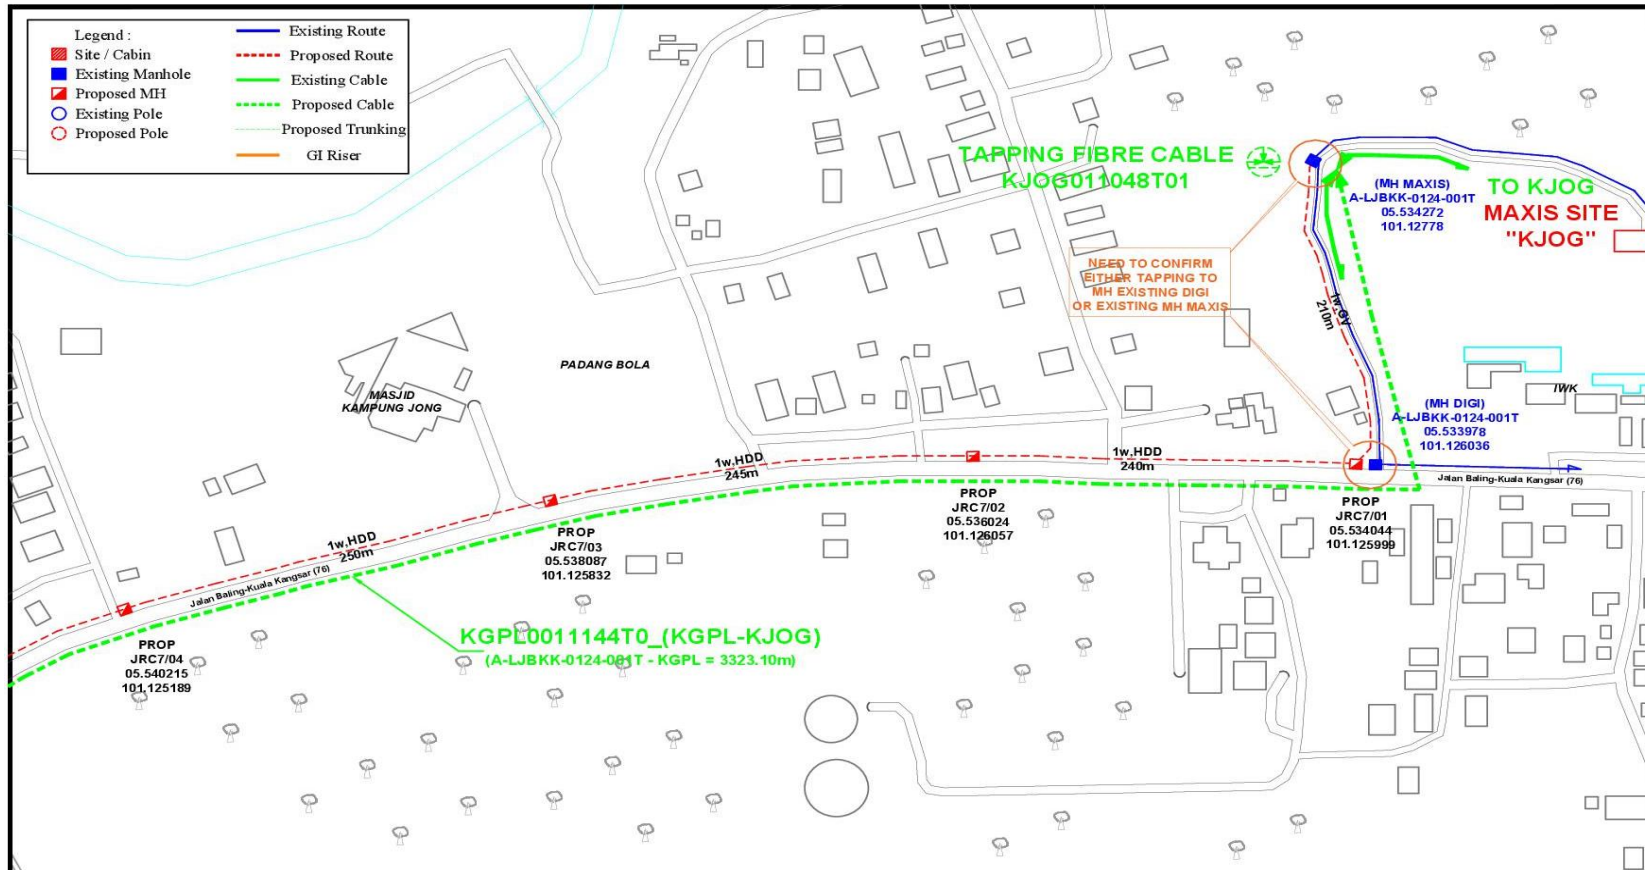 Legend :
Site / Cabin
Existing Manhole
Proposed MH
Existing Pole
Proposed Pole
Existing Route
Proposed Route
Existing Cable
Proposed Cable
Proposed Trunking
GI Riser
TAPPING FIBRE CABLE
KJOG011048T01
(MH MAXIS)
A-LJBKK-0124-001T
05.534272
101.12778
TO KJOG
MAXIS SITE
"KJOG"
NEED TO CONFIRM
EITHER TAPPING TO
MH EXISTING DIGI
OR EXISTING MH MAXIS
1w,GV
210m
PADANG BOLA
MASJID
KAMPUNG JONG
IWK
(MH DIGI)
A-LJBKK-0124-001T
05.533978
101.126036
1w,HDD
245m
1w,HDD
240m
Jalan Baling-Kuala Kangsar (76)
PROP
JRC7/01
05.534044
101.125999
PROP
JRC7/02
05.536024
101.126057
PROP
JRC7/03
05.538087
101.125832
1w,HDD
250m
Jalan Baling-Kuala Kangsar (76)
KGPL0011144T0_(KGPL-KJOG)
(A-LJBKK-0124-001T - KGPL = 3323.10m)
PROP
JRC7/04
05.540215
101.125189